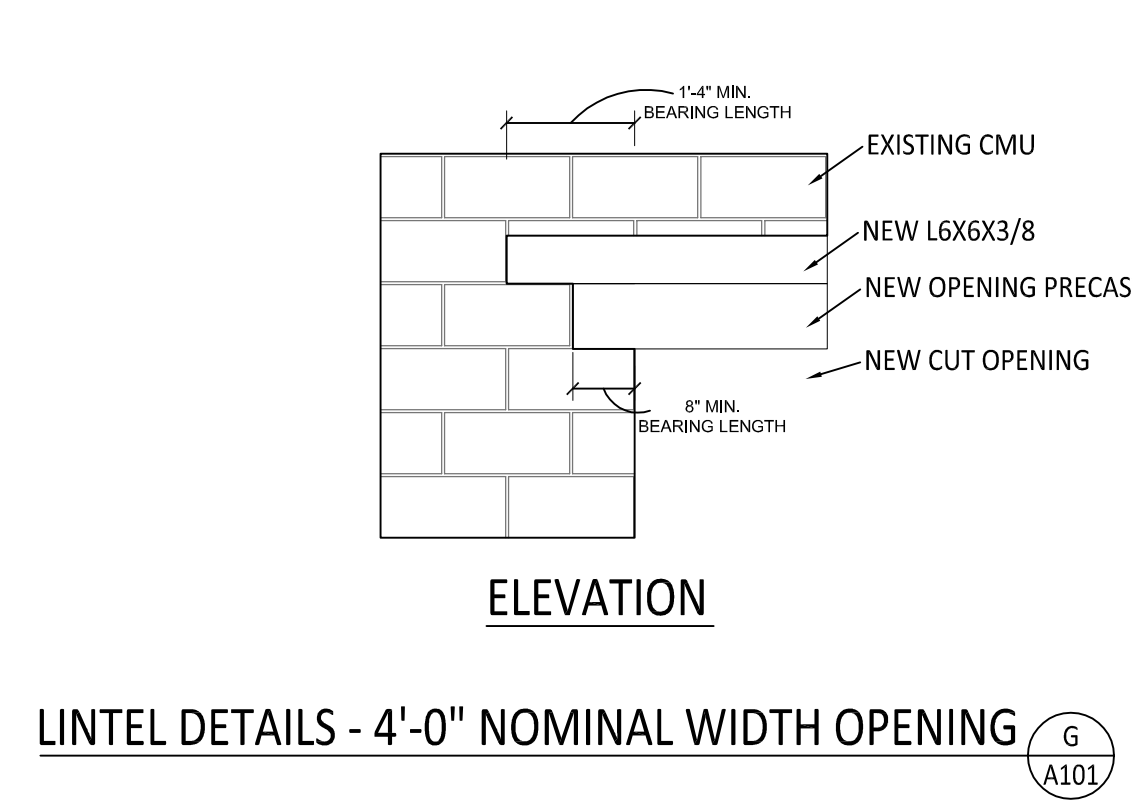 1'-4" MIN.
BEARING LENGTH
EXISTING CMU
NEW L6X6X3/8
NEW OPENING PRECAS
NEW CUT OPENING
8" MIN.
BEARING LENGTH
ELEVATION
LINTEL DETAILS - 4'-0" NOMINAL WIDTH OPENING
G
A101